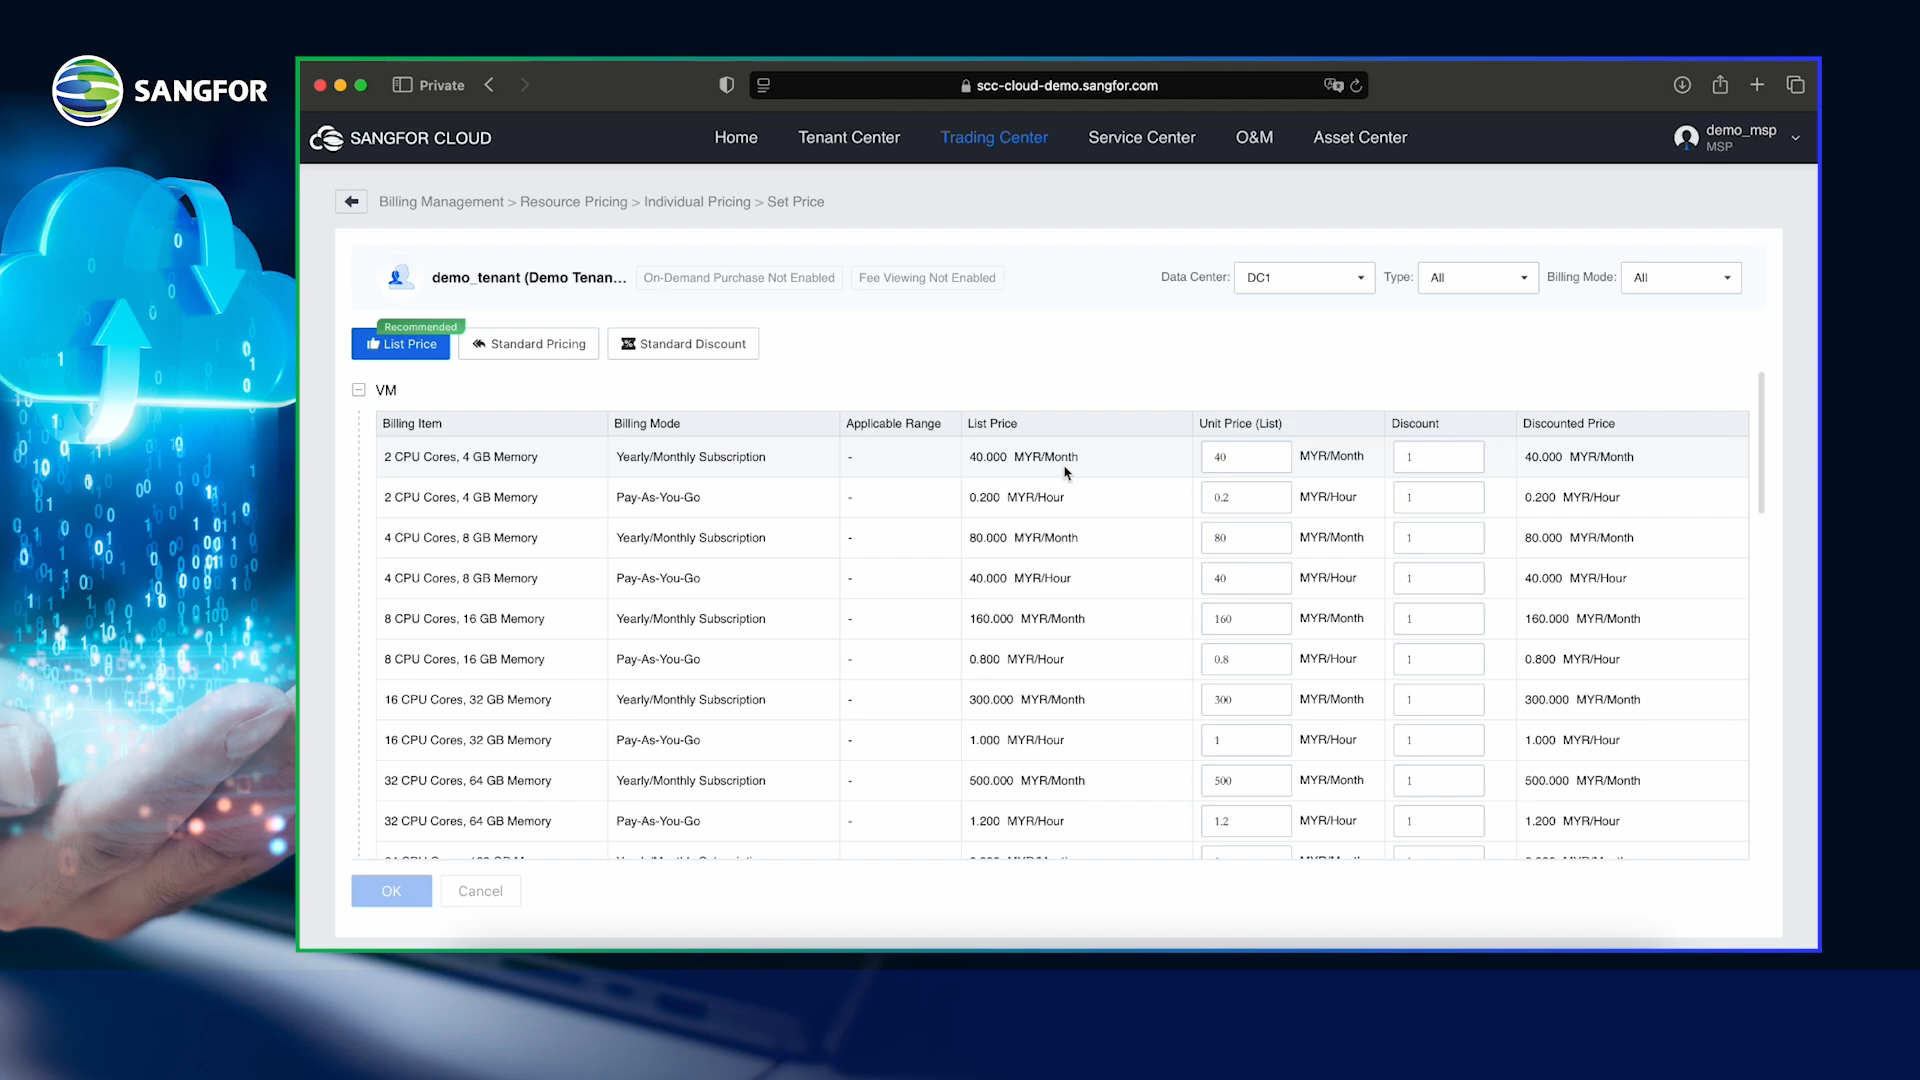 SANGFOR
Private
scc-cloud-demo.sangfor.com
SANGFOR CLOUD
Home
Tenant Center
Trading Center
Service Center
O&M
Asset Center
demo_msp
MSP
Billing Management > Resource Pricing > Individual Pricing > Set Price
demo_tenant (Demo Tenan...
On-Demand Purchase Not Enabled
Fee Viewing Not Enabled
Data Center: DC1
Type: All
Billing Mode: All
Recommended
List Price
Standard Pricing
Standard Discount
VM
Billing Item Billing Mode Applicable Range List Price Unit Price (List) Discount Discounted Price
2 CPU Cores, 4 GB Memory Yearly/Monthly Subscription - 40.000 MYR/Month 40 MYR/Month 1 40.000 MYR/Month
2 CPU Cores, 4 GB Memory Pay-As-You-Go - 0.200 MYR/Hour 0.2 MYR/Hour 1 0.200 MYR/Hour
4 CPU Cores, 8 GB Memory Yearly/Monthly Subscription - 80.000 MYR/Month 80 MYR/Month 1 80.000 MYR/Month
4 CPU Cores, 8 GB Memory Pay-As-You-Go - 40.000 MYR/Hour 40 MYR/Hour 1 40.000 MYR/Hour
8 CPU Cores, 16 GB Memory Yearly/Monthly Subscription - 160.000 MYR/Month 160 MYR/Month 1 160.000 MYR/Month
8 CPU Cores, 16 GB Memory Pay-As-You-Go - 0.800 MYR/Hour 0.8 MYR/Hour 1 0.800 MYR/Hour
16 CPU Cores, 32 GB Memory Yearly/Monthly Subscription - 300.000 MYR/Month 300 MYR/Month 1 300.000 MYR/Month
16 CPU Cores, 32 GB Memory Pay-As-You-Go - 1.000 MYR/Hour 1 MYR/Hour 1 1.000 MYR/Hour
32 CPU Cores, 64 GB Memory Yearly/Monthly Subscription - 500.000 MYR/Month 500 MYR/Month 1 500.000 MYR/Month
32 CPU Cores, 64 GB Memory Pay-As-You-Go - 1.200 MYR/Hour 1.2 MYR/Hour 1 1.200 MYR/Hour
OK
Cancel